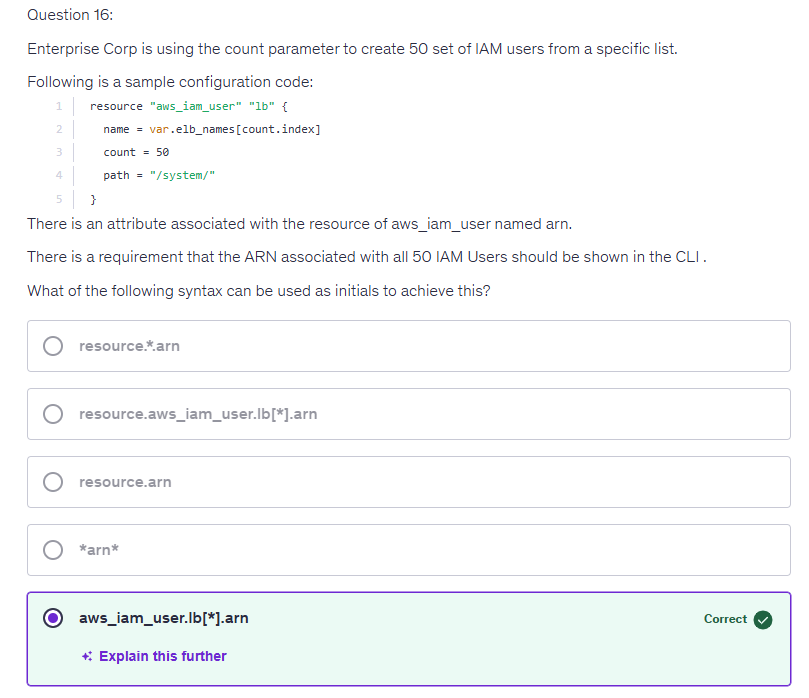 Question 16:
Enterprise Corp is using the count parameter to create 50 set of IAM users from a specific list.
Following is a sample configuration code:
1 resource "aws_iam_user" "lb" {
2 name = var.elb_names[count.index]
3 count = 50
4 path = "/system/"
5 }
There is an attribute associated with the resource of aws_iam_user named arn.
There is a requirement that the ARN associated with all 50 IAM Users should be shown in the CLI .
What of the following syntax can be used as initials to achieve this?
resource.*.arn
resource.aws_iam_user.lb[*].arn
resource.arn
*arn*
aws_iam_user.lb[*].arn Correct
Explain this further